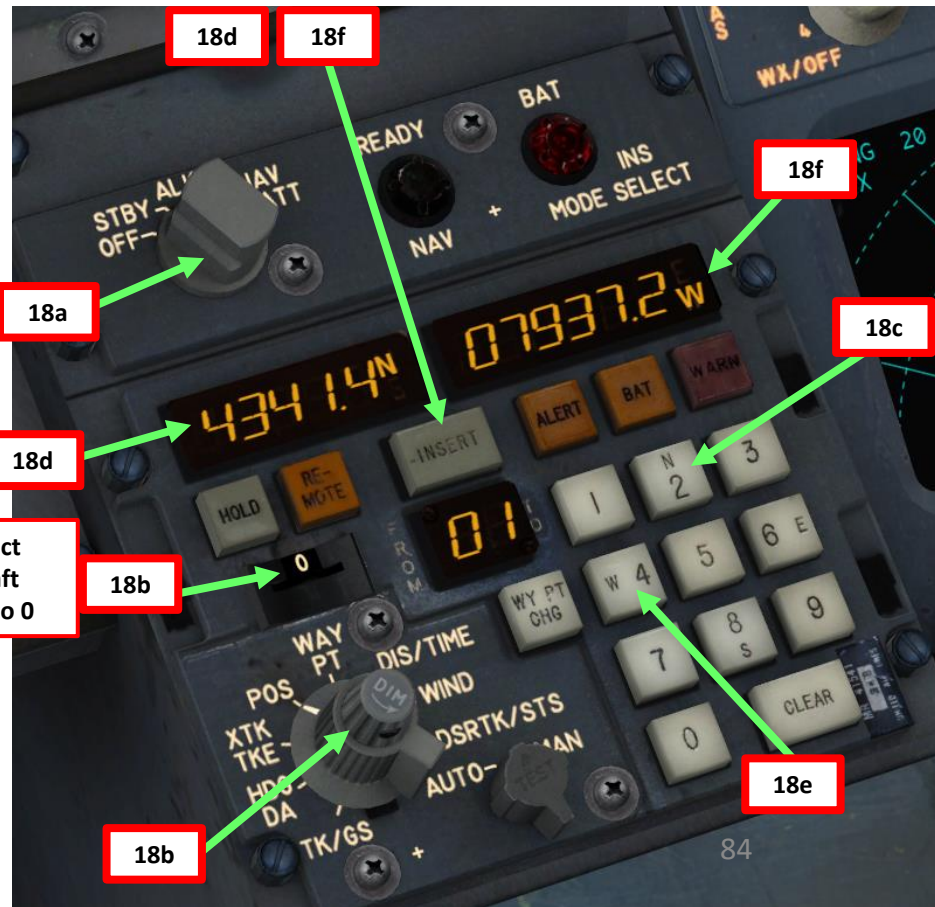 18d
18f
A
S
4
WX/OFF
BAT
READY
NAV
STBY
ATT
OFF
INS
MODE SELECT
NAV
NG 20
X
18f
18a
07937.2 W
18c
4341.4 N
ALERT
BAT
WARN
18d
INSERT
HOLD
RE-
MOTE
N
1
2
3
FROM
01
ct
ft
o 0
18b
0
WY PT
CHG
W 4
5
6 E
WAY
PT
DIS/TIME
POS
DIM
WIND
7
8
S
9
XTK
TKE
DSRTK/STS
HDG
DA
AUTO
MAN
TEST
0
CLEAR
TK/GS
18e
18b
84